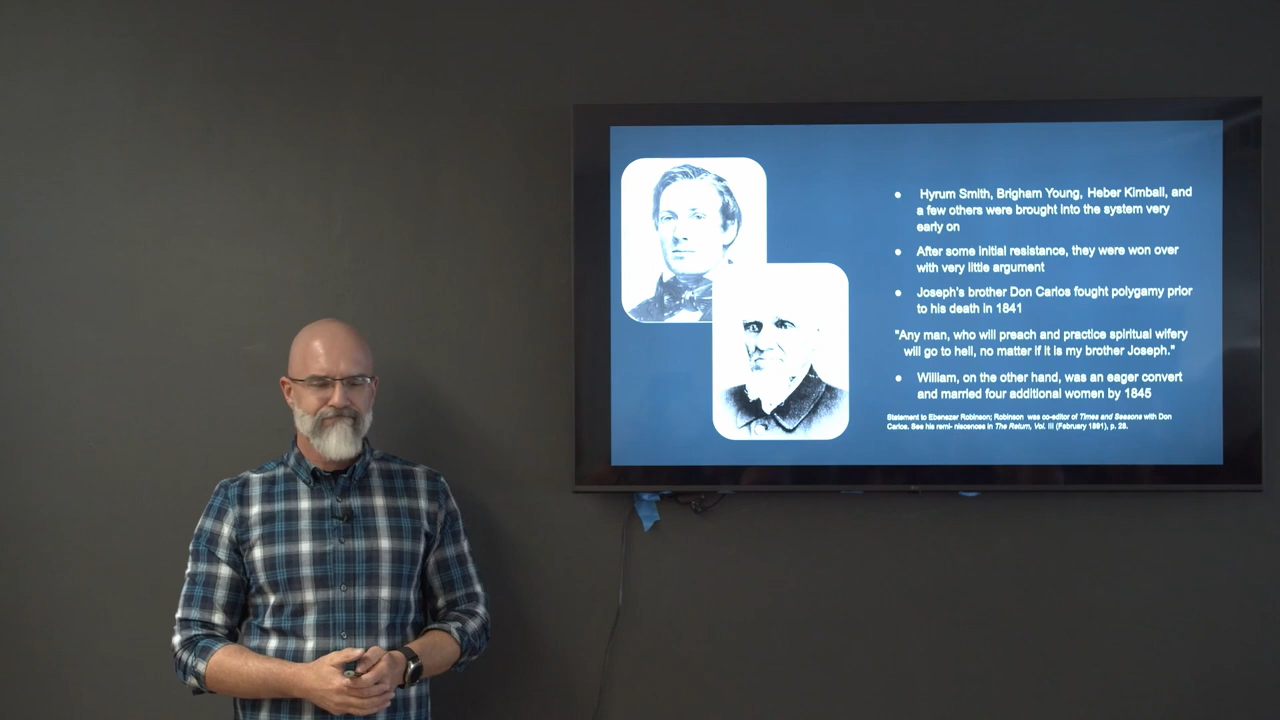 ● Hyrum Smith, Brigham Young, Heber Kimball, and
a few others were brought into the system very
early on
● After some initial resistance, they were won over
with very little argument
● Joseph's brother Don Carlos fought polygamy prior
to his death in 1841
"Any man, who will preach and practice spiritual wifery
will go to hell, no matter if it is my brother Joseph."
● William, on the other hand, was an eager convert
and married four additional women by 1845
Statement to Ebenezar Robinson; Robinson was co-editor of Times and Seasons with Don
Carlos. See his remi- niscences in The Return, Vol. III (February 1891), p. 28.